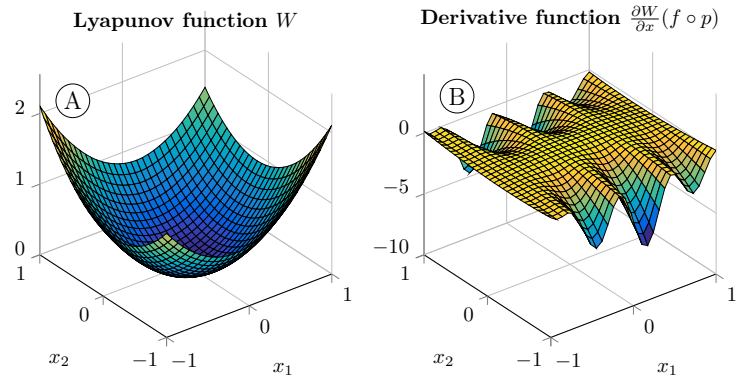 Lyapunov function W
A
2
1
0
1
0
−1
−1
0
1
x₂
x₁
Derivative function ∂W/∂x (f ∘ p)
B
0
−5
−10
1
0
−1
−1
0
1
x₂
x₁